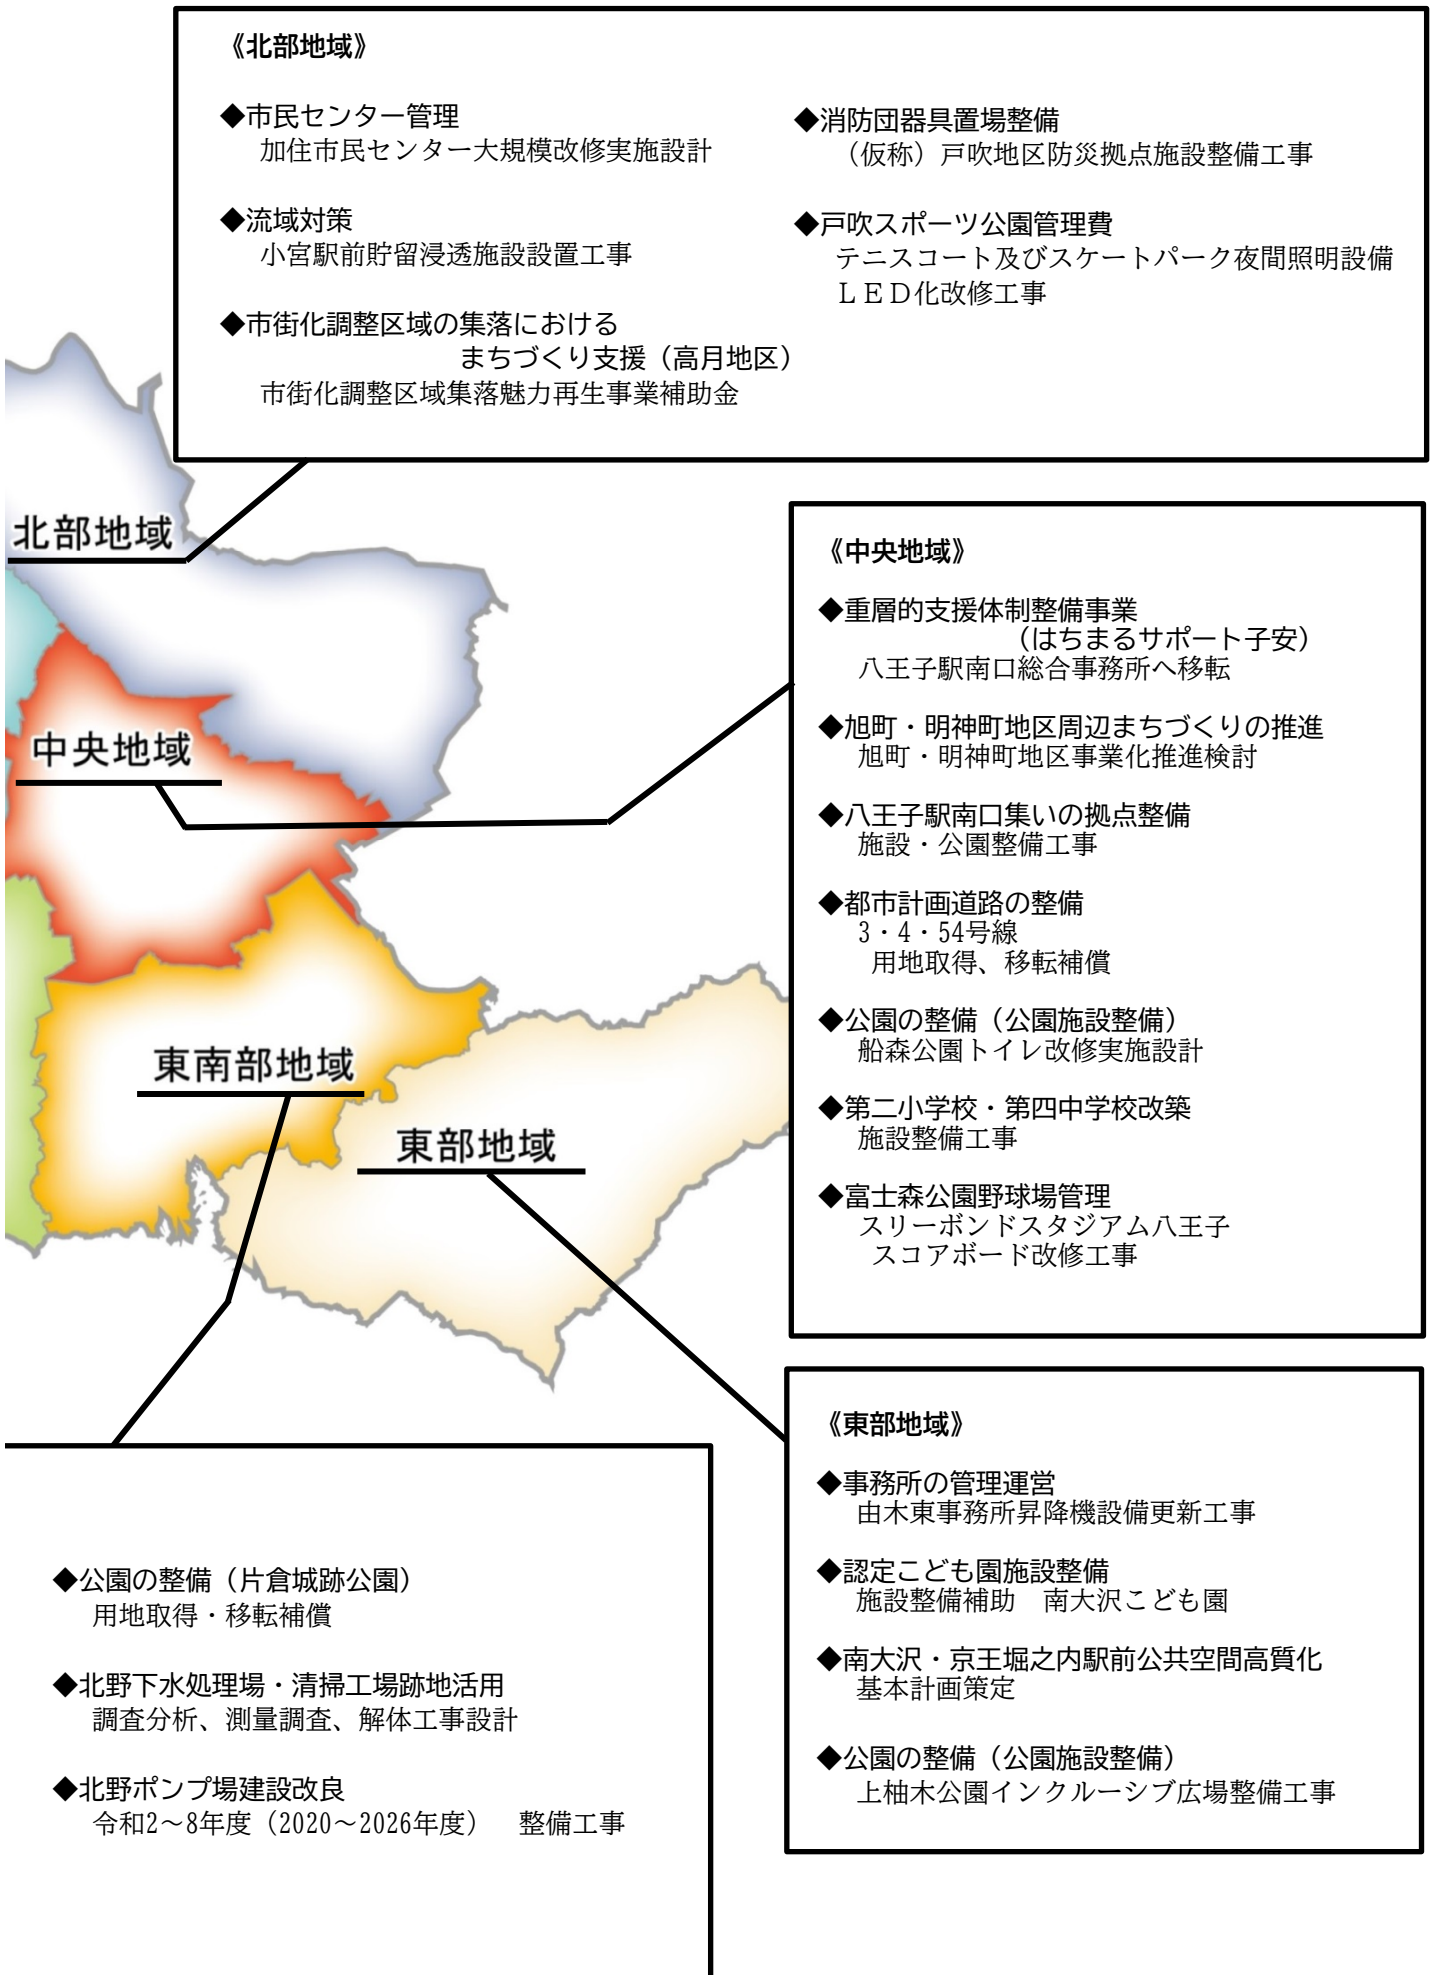 《北部地域》
◆市民センター管理
加住市民センター大規模改修実施設計
◆流域対策
小宮駅前貯留浸透施設設置工事
◆市街化調整区域の集落における
まちづくり支援（高月地区）
市街化調整区域集落魅力再生事業補助金
◆消防団器具置場整備
（仮称）戸吹地区防災拠点施設整備工事
◆戸吹スポーツ公園管理費
テニスコート及びスケートパーク夜間照明設備
ＬＥＤ化改修工事
北部地域
中央地域
東南部地域
東部地域
《中央地域》
◆重層的支援体制整備事業
（はちまるサポート子安）
八王子駅南口総合事務所へ移転
◆旭町・明神町地区周辺まちづくりの推進
旭町・明神町地区事業化推進検討
◆八王子駅南口集いの拠点整備
施設・公園整備工事
◆都市計画道路の整備
3・4・54号線
用地取得、移転補償
◆公園の整備（公園施設整備）
船森公園トイレ改修実施設計
◆第二小学校・第四中学校改築
施設整備工事
◆富士森公園野球場管理
スリーボンドスタジアム八王子
スコアボード改修工事
《東部地域》
◆事務所の管理運営
由木東事務所昇降機設備更新工事
◆認定こども園施設整備
施設整備補助　南大沢こども園
◆南大沢・京王堀之内駅前公共空間高質化
基本計画策定
◆公園の整備（公園施設整備）
上柚木公園インクルーシブ広場整備工事
◆公園の整備（片倉城跡公園）
用地取得・移転補償
◆北野下水処理場・清掃工場跡地活用
調査分析、測量調査、解体工事設計
◆北野ポンプ場建設改良
令和2～8年度（2020～2026年度）　整備工事